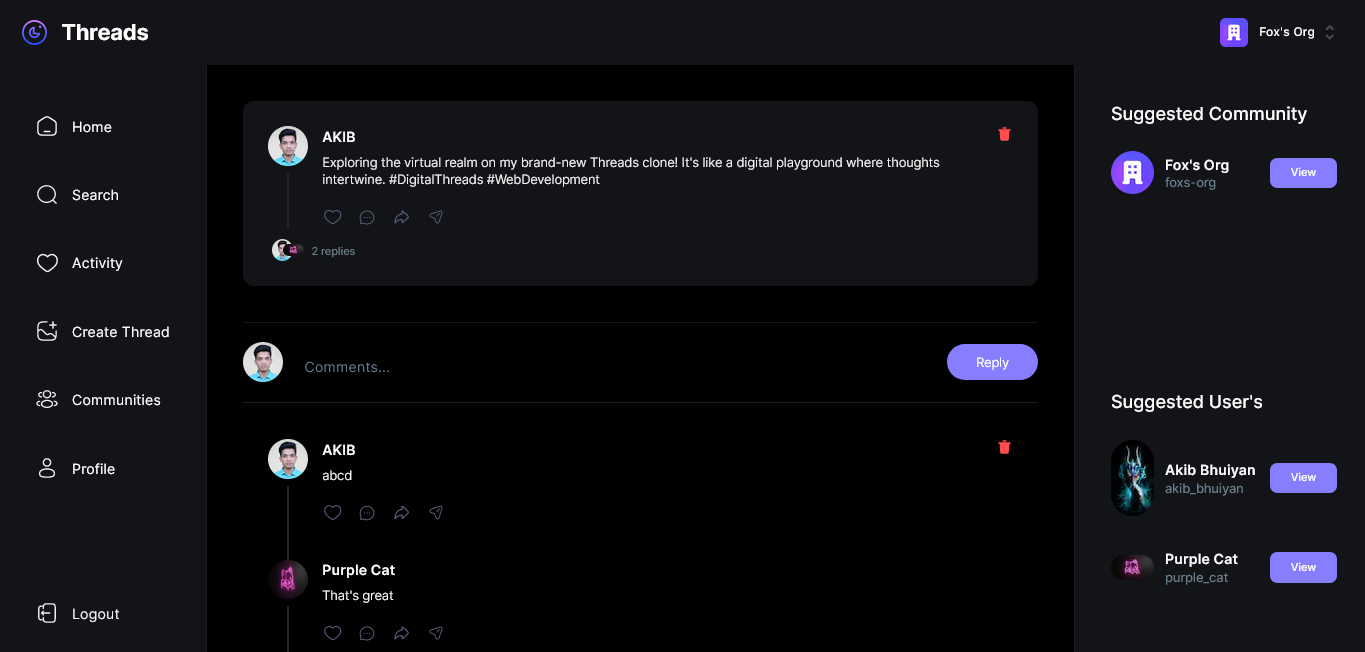 Threads
Fox's Org
Home
Search
Activity
Create Thread
Communities
Profile
Logout
AKIB
Exploring the virtual realm on my brand-new Threads clone! It's like a digital playground where thoughts
intertwine. #DigitalThreads #WebDevelopment
2 replies
Comments...
Reply
AKIB
abcd
Purple Cat
That's great
Suggested Community
Fox's Org
foxs-org
View
Suggested User's
Akib Bhuiyan
akib_bhuiyan
View
Purple Cat
purple_cat
View